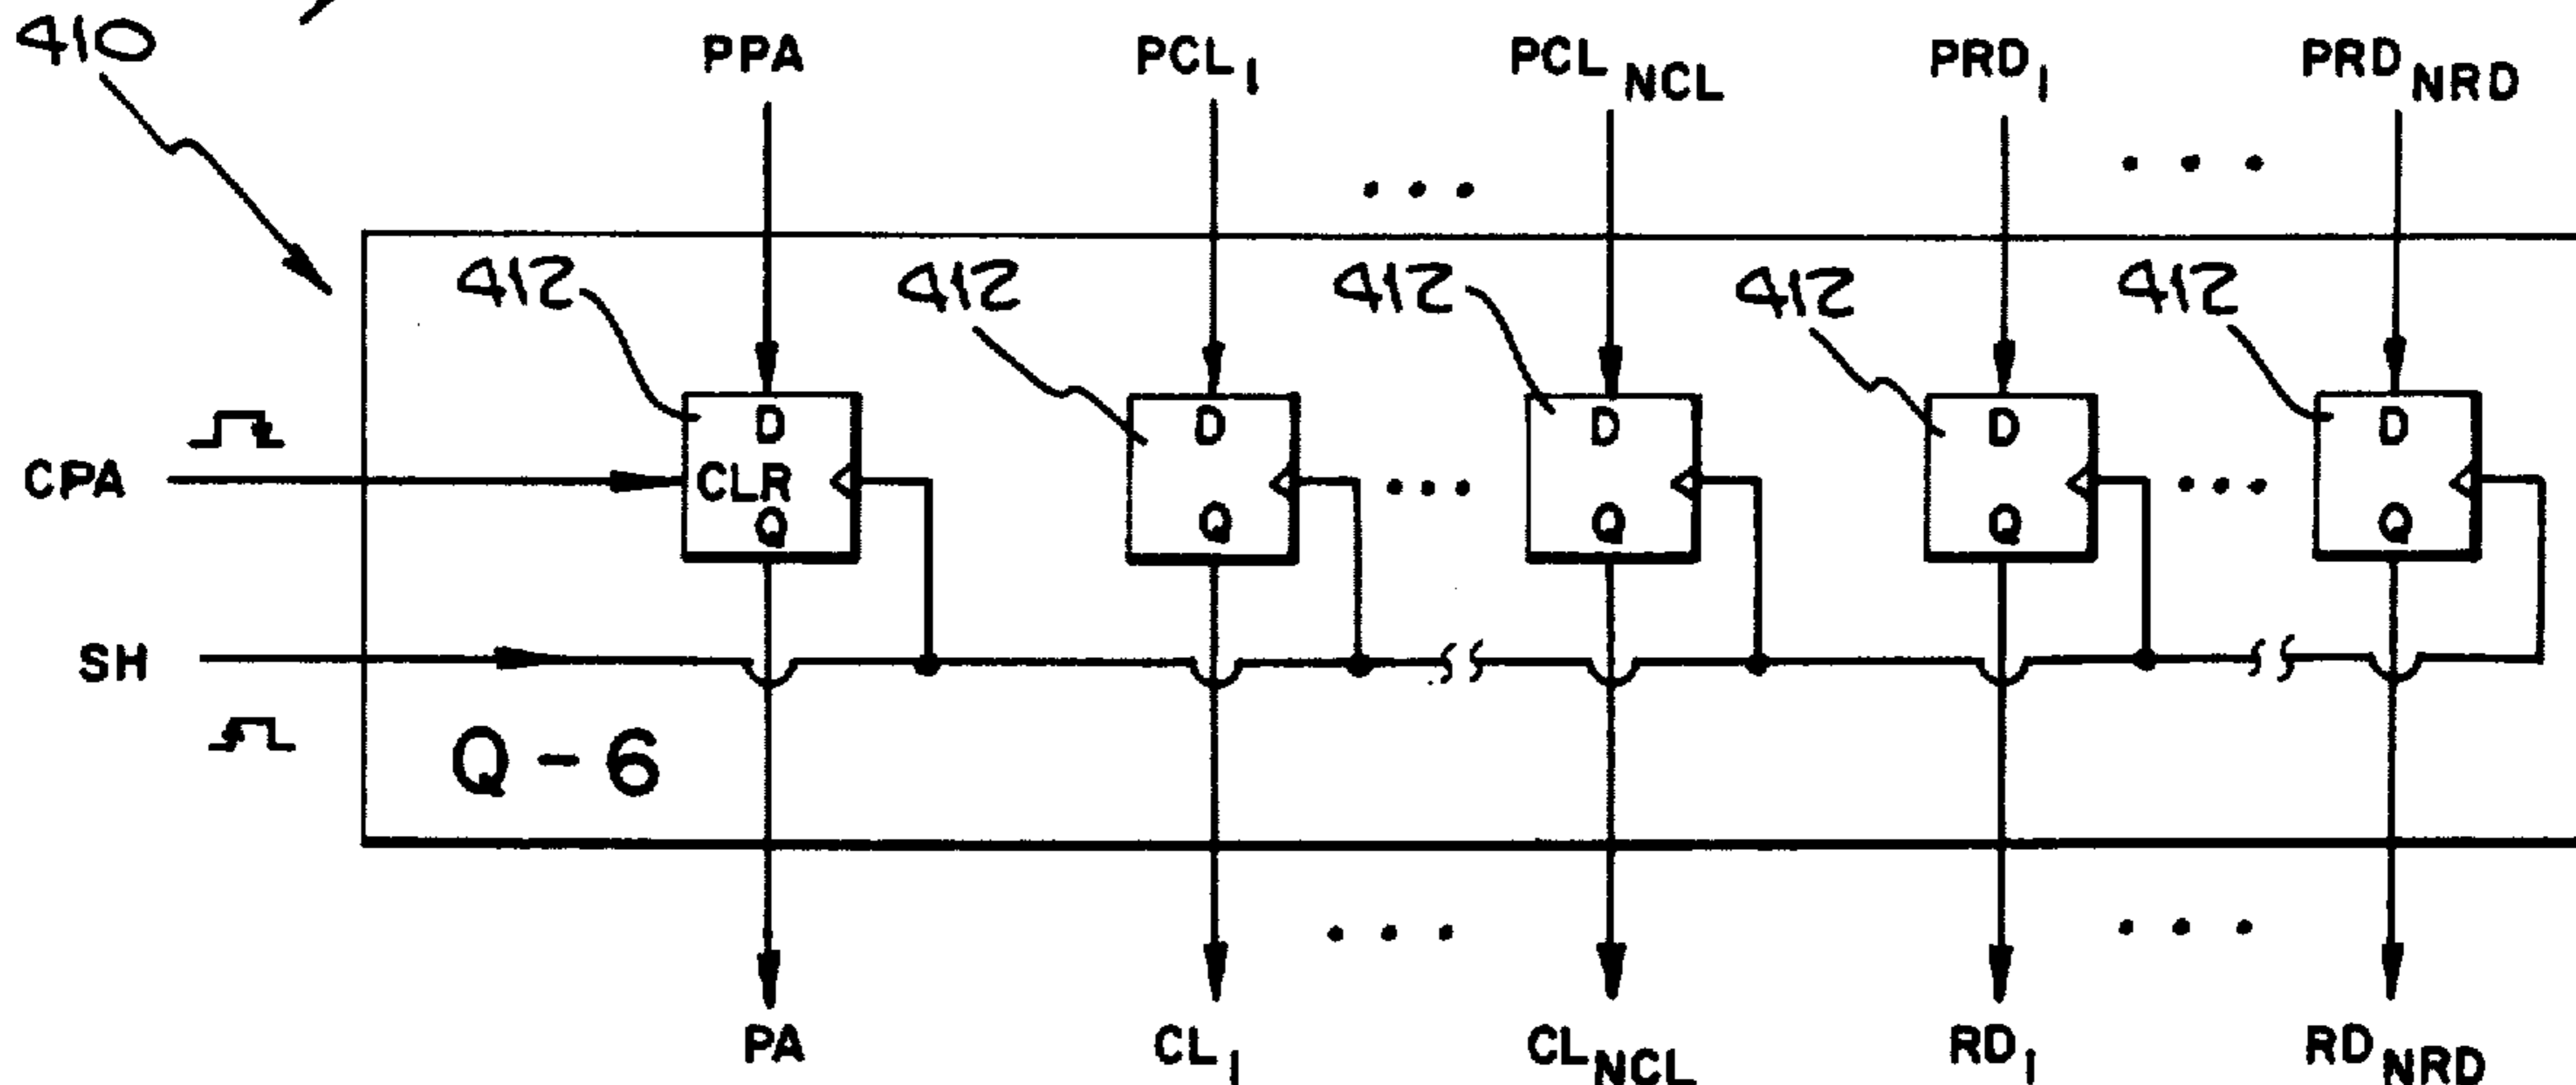 410
PPA PCL1 PCLNCL PRD1 PRDNRD
412 412 412 412 412
D D D D D
CPA CLR
Q Q Q Q Q
SH
Q-6
PA CL1 CLNCL RD1 RDNRD